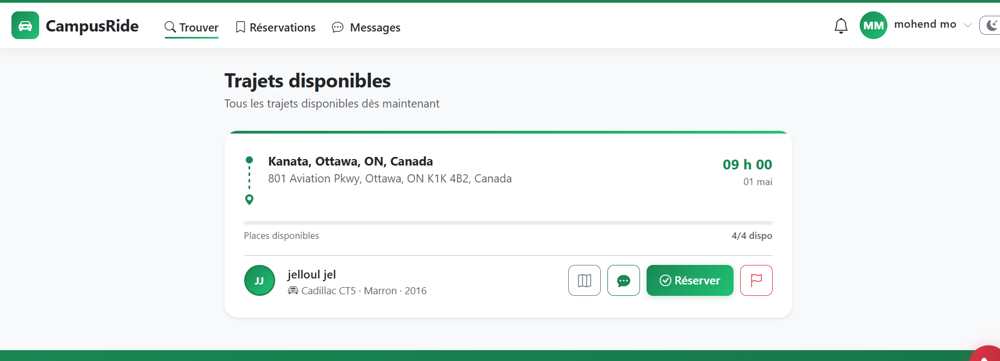 CampusRide
Trouver
Réservations
Messages
MM
mohend mo
Trajets disponibles
Tous les trajets disponibles dès maintenant
Kanata, Ottawa, ON, Canada
09 h 00
801 Aviation Pkwy, Ottawa, ON K1K 4B2, Canada
01 mai
Places disponibles
4/4 dispo
JJ
jelloul jel
Cadillac CT5 · Marron · 2016
Réserver